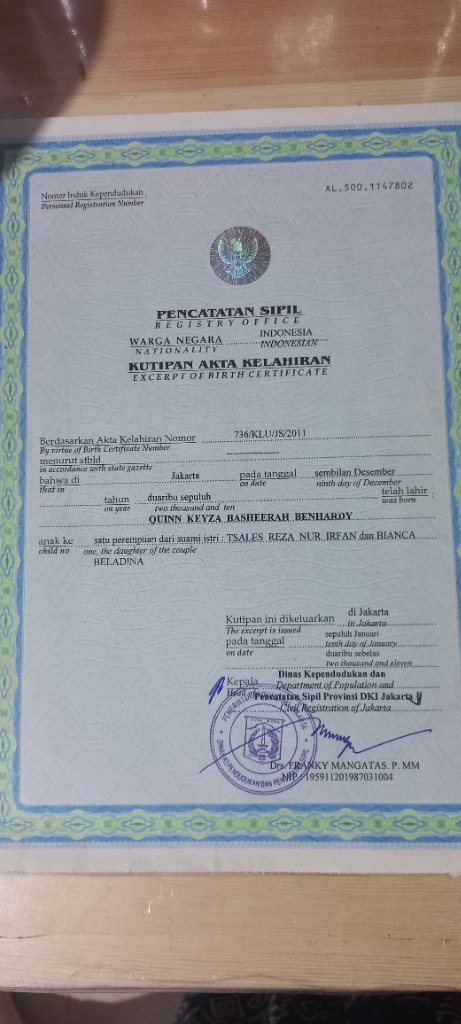 Nomor Induk Kependudukan :
Personnel Registration Number
AL.500.1147802
PENCATATAN SIPIL
REGISTRY OFFICE
WARGA NEGARA INDONESIA
NATIONALITY INDONESIAN
KUTIPAN AKTA KELAHIRAN
EXCERPT OF BIRTH CERTIFICATE
Berdasarkan Akta Kelahiran Nomor 736/KLU/JS/2011
By virtue of Birth Certificate Number
menurut stbld
in accordance with state gazette
bahwa di Jakarta pada tanggal sembilan Desember
that in on date ninth day of December
tahun duaribu sepuluh telah lahir :
on year two thousand and ten was born
QUINN KEYZA BASHEERAH BENHARDY
anak ke satu perempuan dari suami istri : TSALES REZA NUR IRFAN dan BIANCA
child no one, the daughter of the couple
BELADINA
Kutipan ini dikeluarkan di Jakarta
The excerpt is issued in Jakarta
pada tanggal sepuluh Januari
on date tenth day of January
duaribu sebelas
two thousand and eleven
Kepala Dinas Kependudukan dan
Head of Department of Population and
Pencatatan Sipil Provinsi DKI Jakarta
Civil Registration of Jakarta
Drs. FRANKY MANGATAS. P. MM
NIP : 195911201987031004